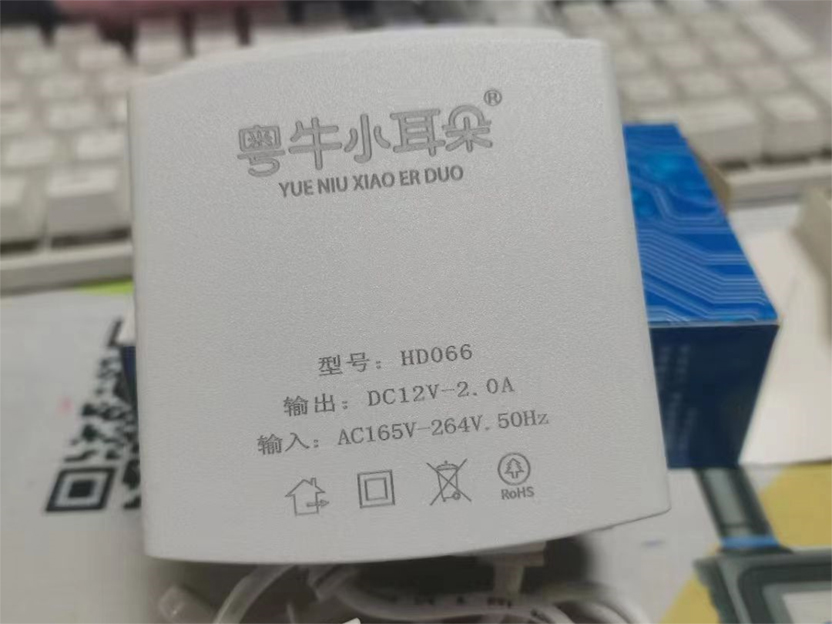 粤牛小耳朵®
YUE NIU XIAO ER DUO
型号：HD066
输出：DC12V-2.0A
输入：AC165V-264V.50Hz
RoHS